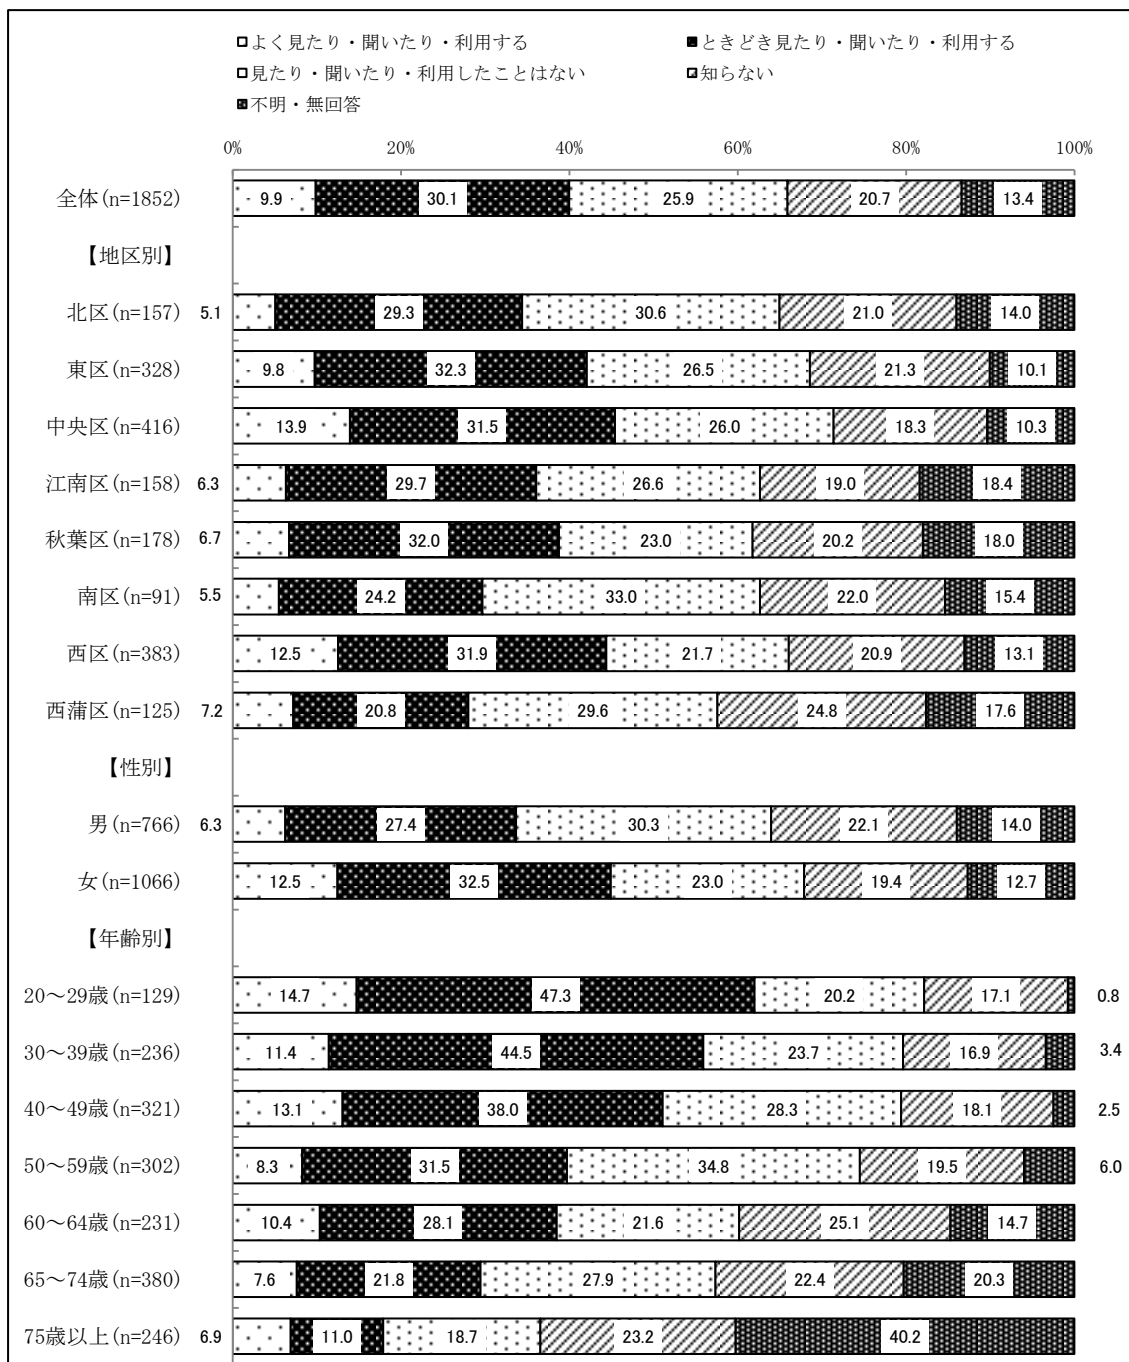 □よく見たり・聞いたり・利用する ■ときどき見たり・聞いたり・利用する
□見たり・聞いたり・利用したことはない 知らない
■不明・無回答
0% 20% 40% 60% 80% 100%
全体(n=1852) 9.9 30.1 25.9 20.7 13.4
【地区別】
北区(n=157) 5.1 29.3 30.6 21.0 14.0
東区(n=328) 9.8 32.3 26.5 21.3 10.1
中央区(n=416) 13.9 31.5 26.0 18.3 10.3
江南区(n=158) 6.3 29.7 26.6 19.0 18.4
秋葉区(n=178) 6.7 32.0 23.0 20.2 18.0
南区(n=91) 5.5 24.2 33.0 22.0 15.4
西区(n=383) 12.5 31.9 21.7 20.9 13.1
西蒲区(n=125) 7.2 20.8 29.6 24.8 17.6
【性別】
男(n=766) 6.3 27.4 30.3 22.1 14.0
女(n=1066) 12.5 32.5 23.0 19.4 12.7
【年齢別】
20～29歳(n=129) 14.7 47.3 20.2 17.1 0.8
30～39歳(n=236) 11.4 44.5 23.7 16.9 3.4
40～49歳(n=321) 13.1 38.0 28.3 18.1 2.5
50～59歳(n=302) 8.3 31.5 34.8 19.5 6.0
60～64歳(n=231) 10.4 28.1 21.6 25.1 14.7
65～74歳(n=380) 7.6 21.8 27.9 22.4 20.3
75歳以上(n=246) 6.9 11.0 18.7 23.2 40.2